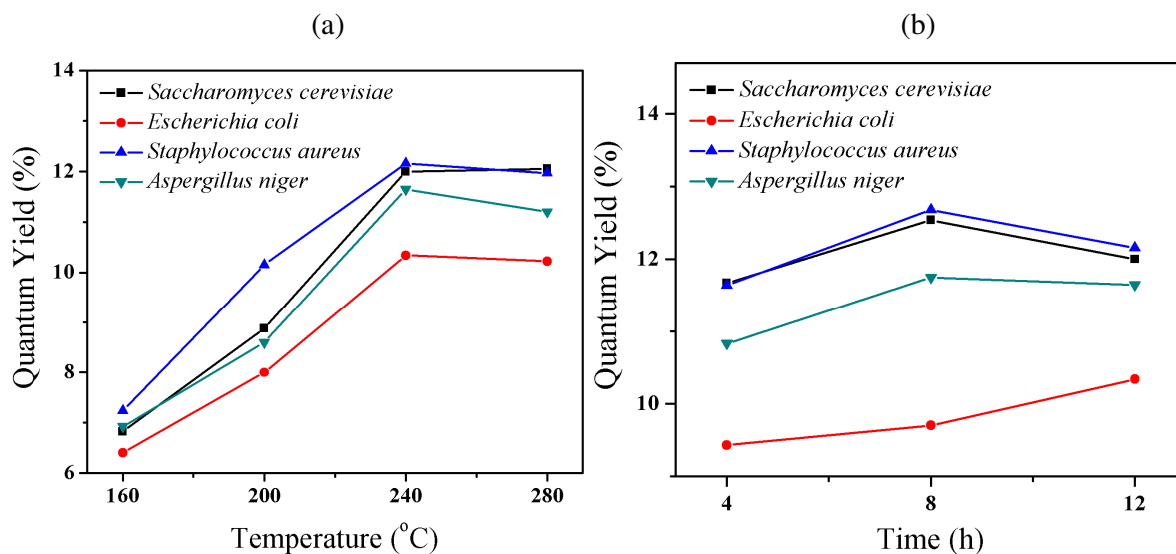 (a)
14
12
10
8
6
Quantum Yield (%)
Saccharomyces cerevisiae
Escherichia coli
Staphylococcus aureus
Aspergillus niger
160 200 240 280
Temperature (°C)
(b)
14
12
10
Quantum Yield (%)
Saccharomyces cerevisiae
Escherichia coli
Staphylococcus aureus
Aspergillus niger
4 8 12
Time (h)